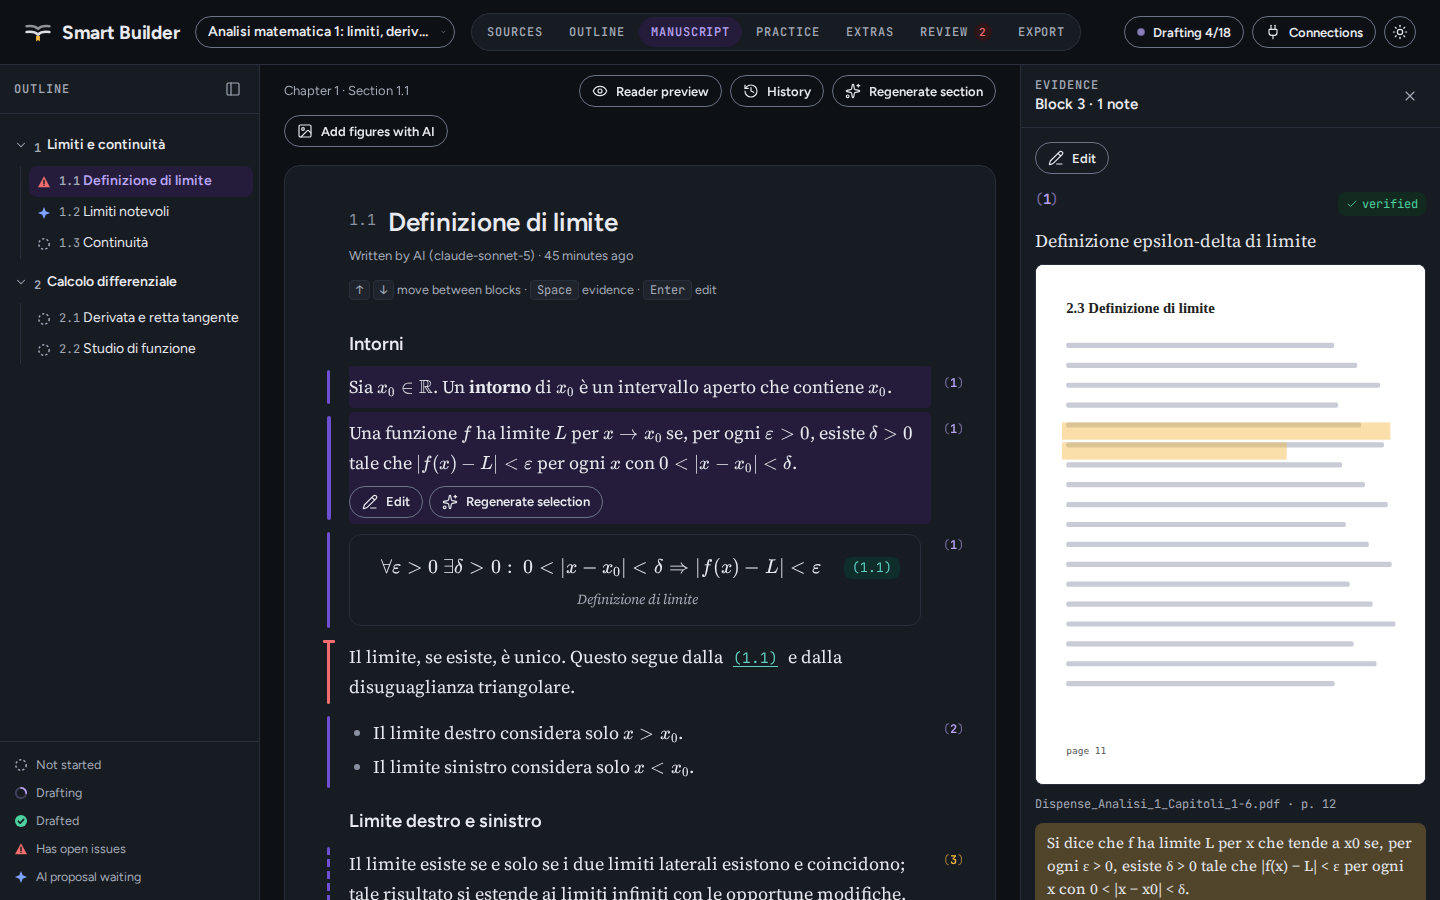 Smart Builder
Analisi matematica 1: limiti, deriv...
SOURCES
OUTLINE
MANUSCRIPT
PRACTICE
EXTRAS
REVIEW 2
EXPORT
Drafting 4/18
Connections
OUTLINE
1 Limiti e continuità
1.1 Definizione di limite
1.2 Limiti notevoli
1.3 Continuità
2 Calcolo differenziale
2.1 Derivata e retta tangente
2.2 Studio di funzione
Not started
Drafting
Drafted
Has open issues
AI proposal waiting
Chapter 1 · Section 1.1
Reader preview
History
Regenerate section
Add figures with AI
1.1 Definizione di limite
Written by AI (claude-sonnet-5) · 45 minutes ago
↑ ↓ move between blocks · Space evidence · Enter edit
Intorni
Sia x₀ ∈ ℝ. Un intorno di x₀ è un intervallo aperto che contiene x₀. (1)
Una funzione f ha limite L per x → x₀ se, per ogni ε > 0, esiste δ > 0 (1)
tale che |f(x) − L| < ε per ogni x con 0 < |x − x₀| < δ.
Edit
Regenerate selection
∀ε > 0 ∃δ > 0 : 0 < |x − x₀| < δ ⇒ |f(x) − L| < ε (1.1) (1)
Definizione di limite
Il limite, se esiste, è unico. Questo segue dalla (1.1) e dalla
disuguaglianza triangolare.
• Il limite destro considera solo x > x₀. (2)
• Il limite sinistro considera solo x < x₀.
Limite destro e sinistro
Il limite esiste se e solo se i due limiti laterali esistono e coincidono; (3)
tale risultato si estende ai limiti infiniti con le opportune modifiche.
EVIDENCE
Block 3 · 1 note
Edit
(1)
verified
Definizione epsilon-delta di limite
2.3 Definizione di limite
page 11
Dispense_Analisi_1_Capitoli_1-6.pdf · p. 12
Si dice che f ha limite L per x che tende a x0 se, per
ogni ε > 0, esiste δ > 0 tale che |f(x) − L| < ε per ogni
x con 0 < |x − x0| < δ.